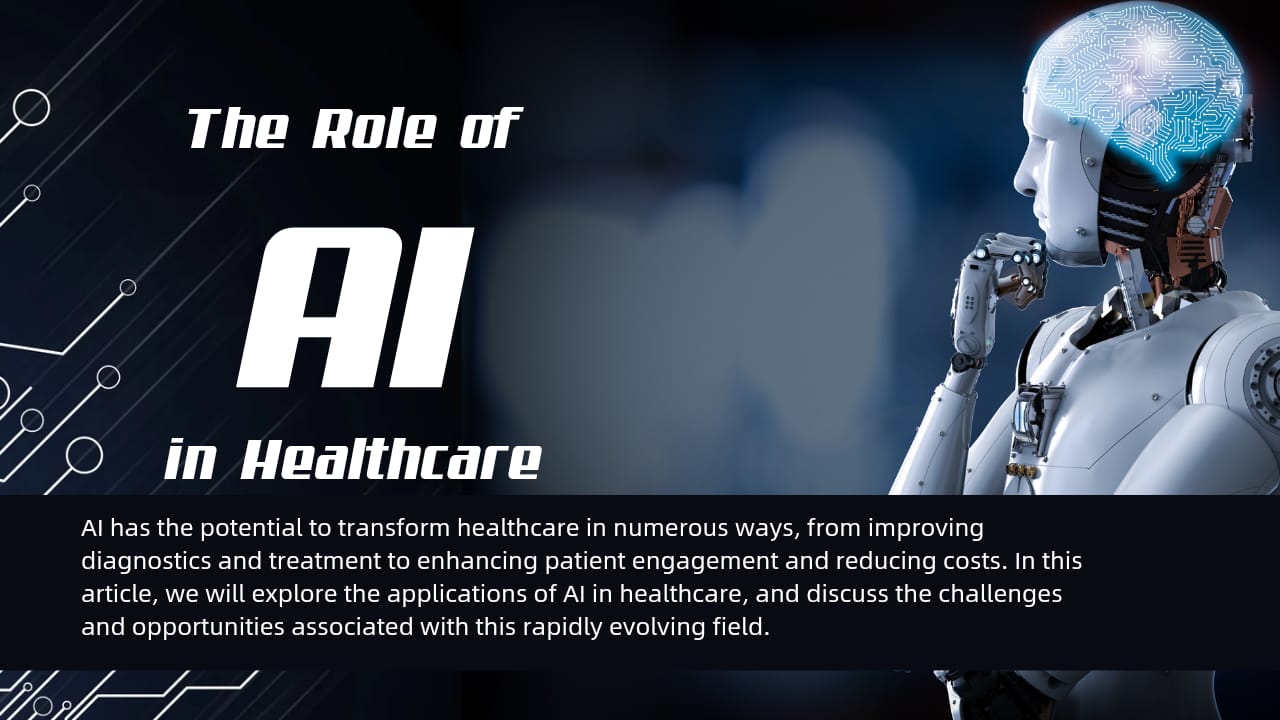 The Role of
AI
in Healthcare
AI has the potential to transform healthcare in numerous ways, from improving
diagnostics and treatment to enhancing patient engagement and reducing costs. In this
article, we will explore the applications of AI in healthcare, and discuss the challenges
and opportunities associated with this rapidly evolving field.